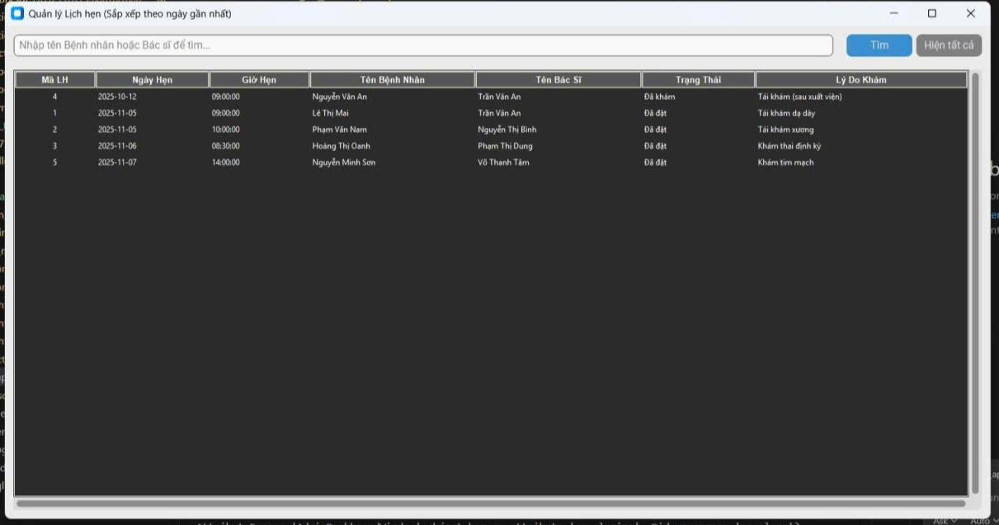 Quản lý Lịch hẹn (Sắp xếp theo ngày gần nhất)
Nhập tên Bệnh nhân hoặc Bác sĩ để tìm... Tìm Hiện tất cả
Mã LH Ngày Hẹn Giờ Hẹn Tên Bệnh Nhân Tên Bác Sĩ Trạng Thái Lý Do Khám
4 2025-10-12 09:00:00 Nguyễn Văn An Trần Văn An Đã khám Tái khám (sau xuất viện)
1 2025-11-05 09:00:00 Lê Thị Mai Trần Văn An Đã đặt Tái khám dạ dày
2 2025-11-05 10:00:00 Phạm Văn Nam Nguyễn Thị Bình Đã đặt Tái khám xương
3 2025-11-06 08:30:00 Hoàng Thị Oanh Phạm Thị Dung Đã đặt Khám thai định kỳ
5 2025-11-07 14:00:00 Nguyễn Minh Sơn Võ Thanh Tâm Đã đặt Khám tim mạch
Ask Auto